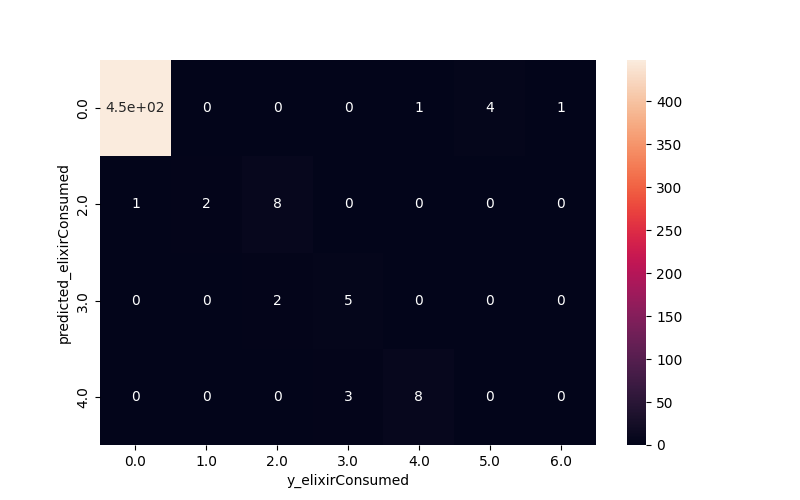 predicted_elixirConsumed
0.0 4.5e+02 0 0 0 1 4 1
2.0 1 2 8 0 0 0 0
3.0 0 0 2 5 0 0 0
4.0 0 0 0 3 8 0 0
0.0 1.0 2.0 3.0 4.0 5.0 6.0
y_elixirConsumed
400
350
300
250
200
150
100
50
0